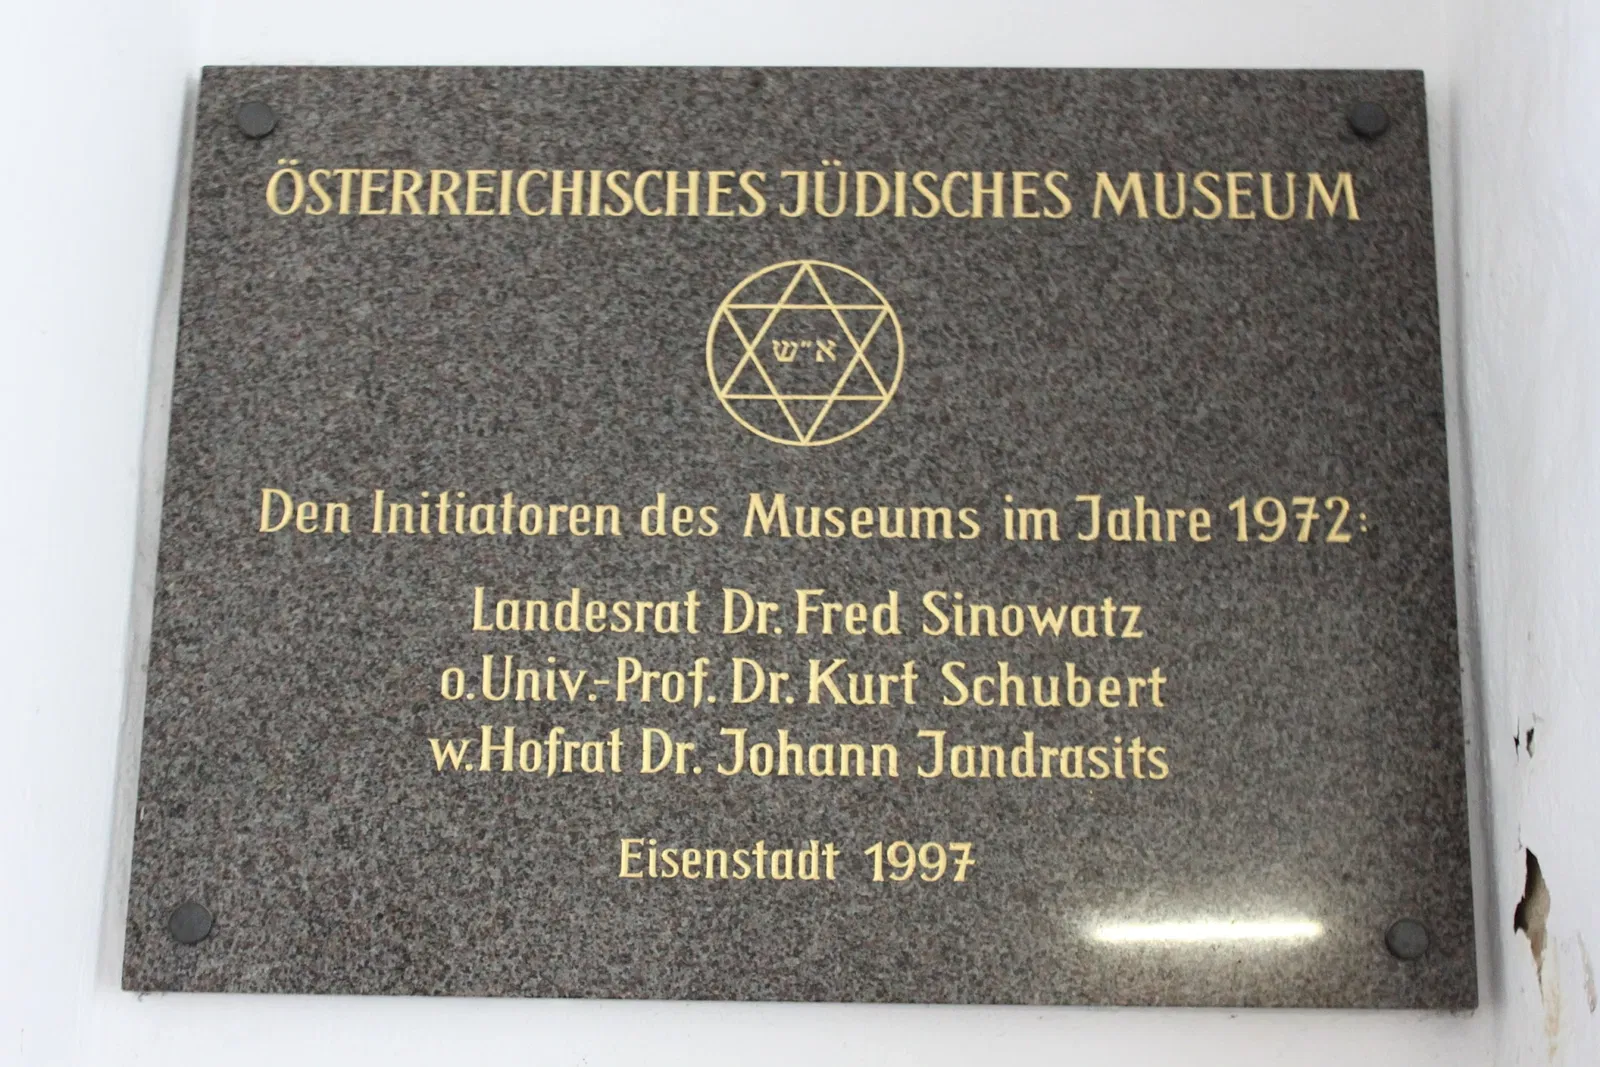 ÖSTERREICHISCHES JÜDISCHES MUSEUM
א״ש
Den Initiatoren des Museums im Jahre 1972:
Landesrat Dr. Fred Sinowatz
o.Univ.-Prof. Dr. Kurt Schubert
w.Hofrat Dr. Johann Jandrasits
Eisenstadt 1997